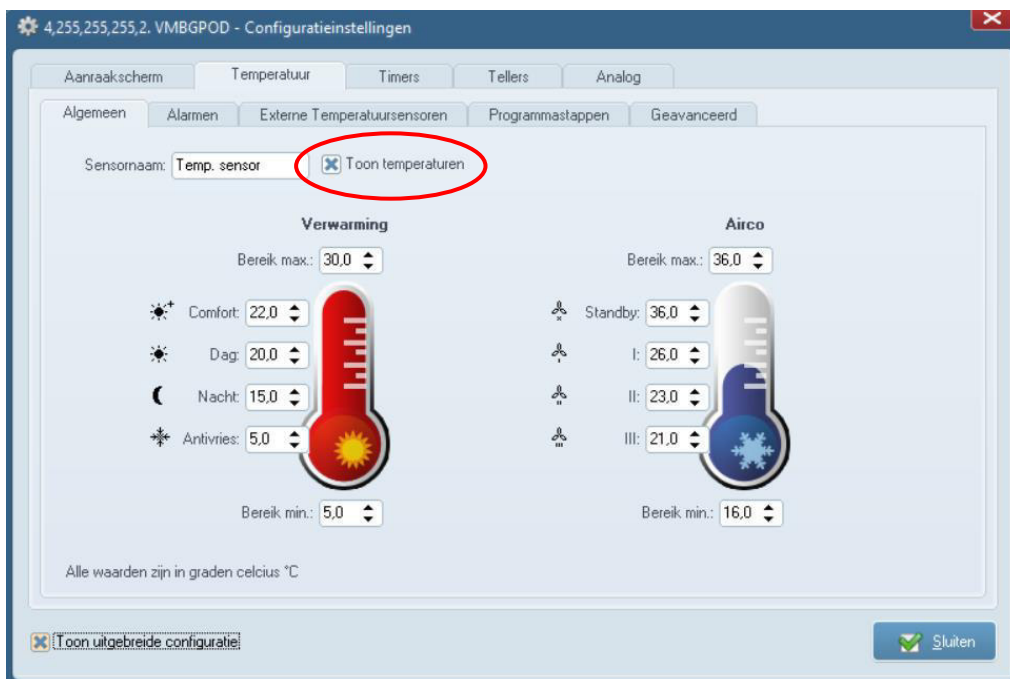 4,255,255,255,2. VMBGPOD - Configuratieinstellingen
Aanraakscherm Temperatuur Timers Tellers Analog
Algemeen Alarmen Externe Temperatuursensoren Programmastappen Geavanceerd
Sensornaam: Temp. sensor Toon temperaturen
Verwarming Airco
Bereik max.: 30,0 Bereik max.: 36,0
Comfort: 22,0 Standby: 36,0
Dag: 20,0 I: 26,0
Nacht: 15,0 II: 23,0
Antivries: 5,0 III: 21,0
Bereik min.: 5,0 Bereik min.: 16,0
Alle waarden zijn in graden celcius °C
Toon uitgebreide configuratie Sluiten